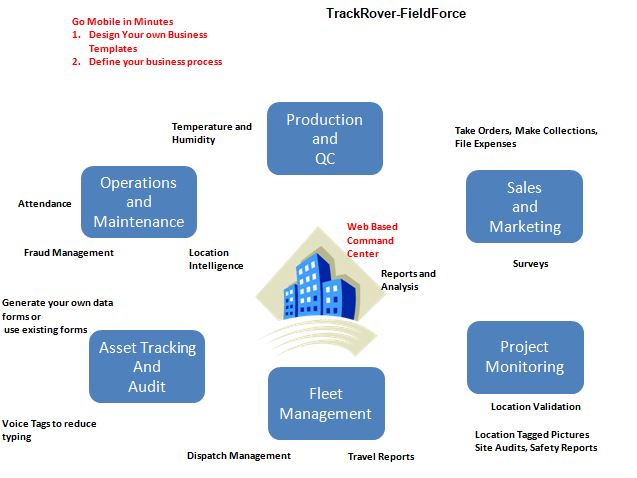 TrackRover-FieldForce
Go Mobile in Minutes
1. Design Your own Business
Templates
2. Define your business process
Production
and
QC
Temperature and
Humidity
Take Orders, Make Collections,
File Expenses
Operations
and
Maintenance
Sales
and
Marketing
Attendance
Web Based
Command
Center
Fraud Management
Location
Intelligence
Surveys
Reports and
Analysis
Generate your own data
forms or
use existing forms
Asset Tracking
And
Audit
Project
Monitoring
Fleet
Management
Location Validation
Voice Tags to reduce
typing
Location Tagged Pictures
Site Audits, Safety Reports
Dispatch Management
Travel Reports